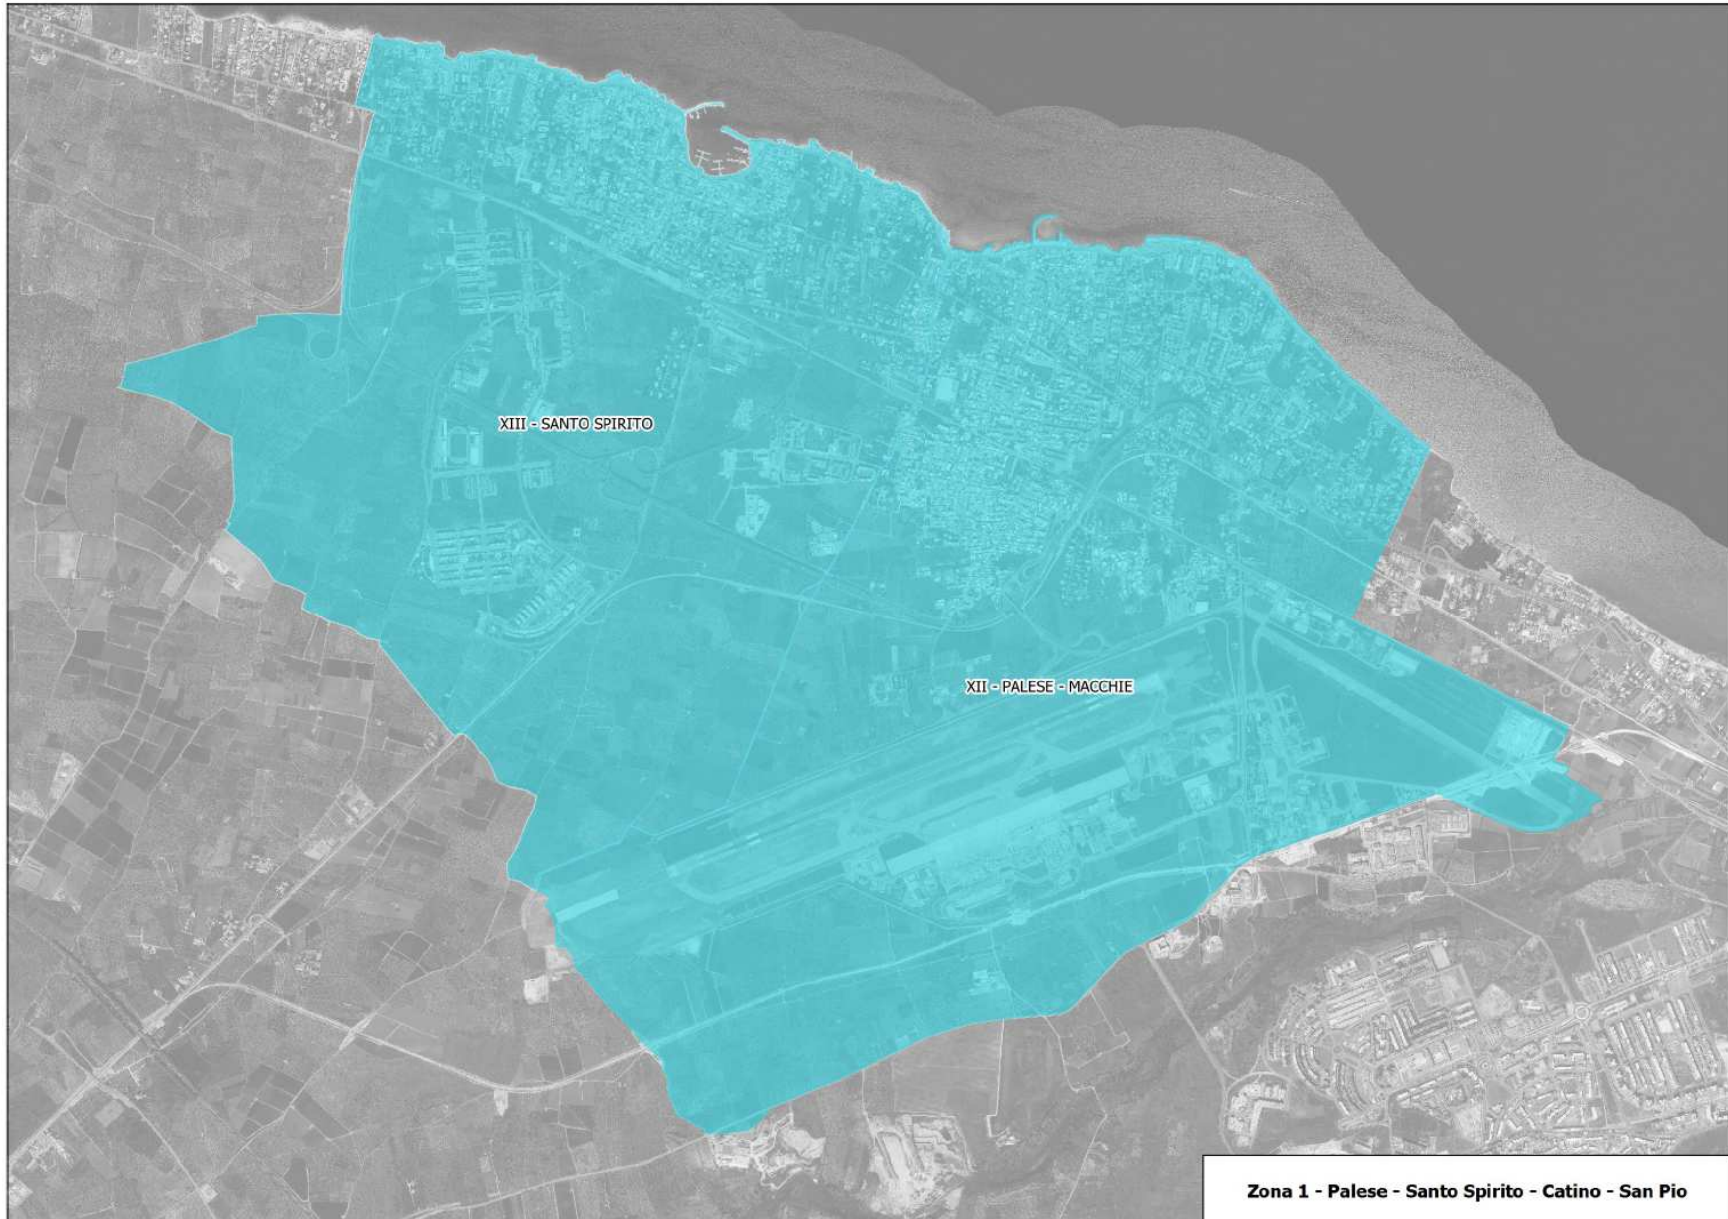 XIII - SANTO SPIRITO
XII - PALESE - MACCHIE
Zona 1 - Palese - Santo Spirito - Catino - San Pio